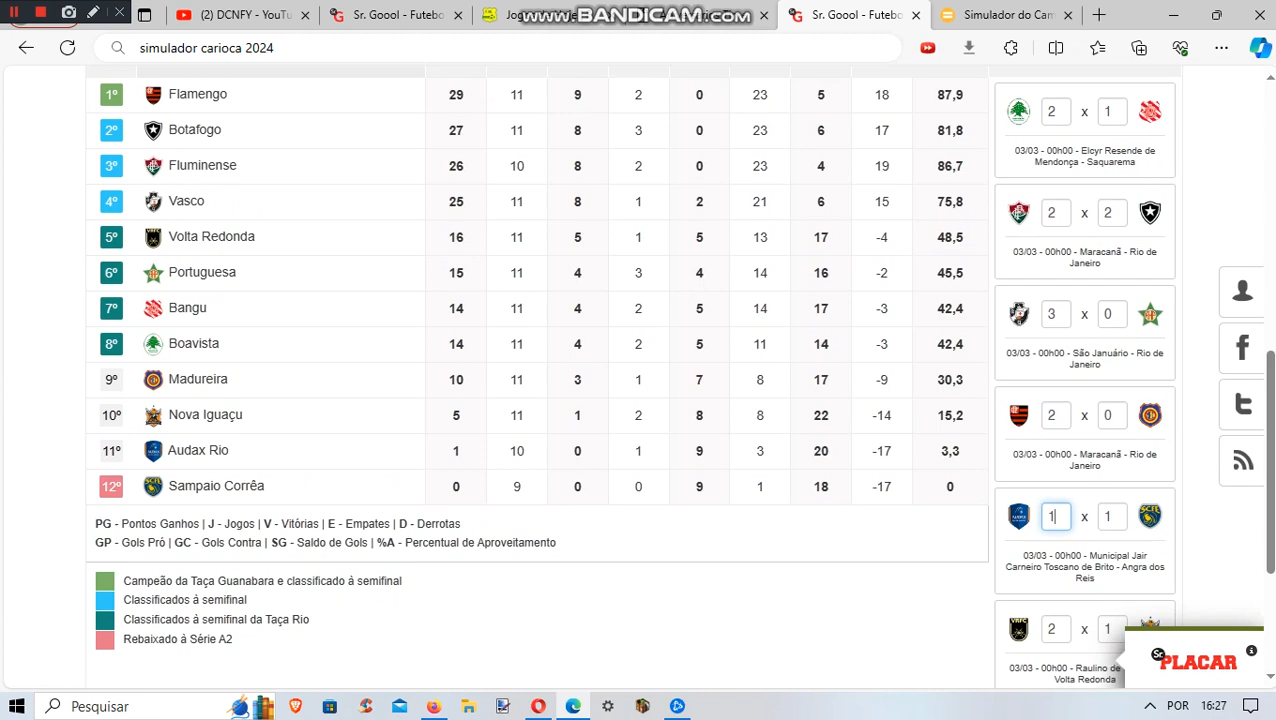 (2) DCNFY - YouT
Sr. Goool - Futebo
Jog
www.BANDICAM.com
Sr. Goool - Futebo
Simulador do Cam
simulador carioca 2024
1º Flamengo 29 11 9 2 0 23 5 18 87,9
2º Botafogo 27 11 8 3 0 23 6 17 81,8
3º Fluminense 26 10 8 2 0 23 4 19 86,7
4º Vasco 25 11 8 1 2 21 6 15 75,8
5º Volta Redonda 16 11 5 1 5 13 17 -4 48,5
6º Portuguesa 15 11 4 3 4 14 16 -2 45,5
7º Bangu 14 11 4 2 5 14 17 -3 42,4
8º Boavista 14 11 4 2 5 11 14 -3 42,4
9º Madureira 10 11 3 1 7 8 17 -9 30,3
10º Nova Iguaçu 5 11 1 2 8 8 22 -14 15,2
11º Audax Rio 1 10 0 1 9 3 20 -17 3,3
12º Sampaio Corrêa 0 9 0 0 9 1 18 -17 0
PG - Pontos Ganhos | J - Jogos | V - Vitórias | E - Empates | D - Derrotas
GP - Gols Pró | GC - Gols Contra | SG - Saldo de Gols | %A - Percentual de Aproveitamento
Campeão da Taça Guanabara e classificado à semifinal
Classificados à semifinal
Classificados à semifinal da Taça Rio
Rebaixado à Série A2
2 x 1
03/03 - 00h00 - Elcyr Resende de
Mendonça - Saquarema
2 x 2
03/03 - 00h00 - Maracanã - Rio de
Janeiro
3 x 0
03/03 - 00h00 - São Januário - Rio de
Janeiro
2 x 0
03/03 - 00h00 - Maracanã - Rio de
Janeiro
1 x 1
03/03 - 00h00 - Municipal Jair
Carneiro Toscano de Brito - Angra dos
Reis
2 x 1
03/03 - 00h00 - Raulino de
Volta Redonda
Sr. PLACAR
Pesquisar
POR 16:27